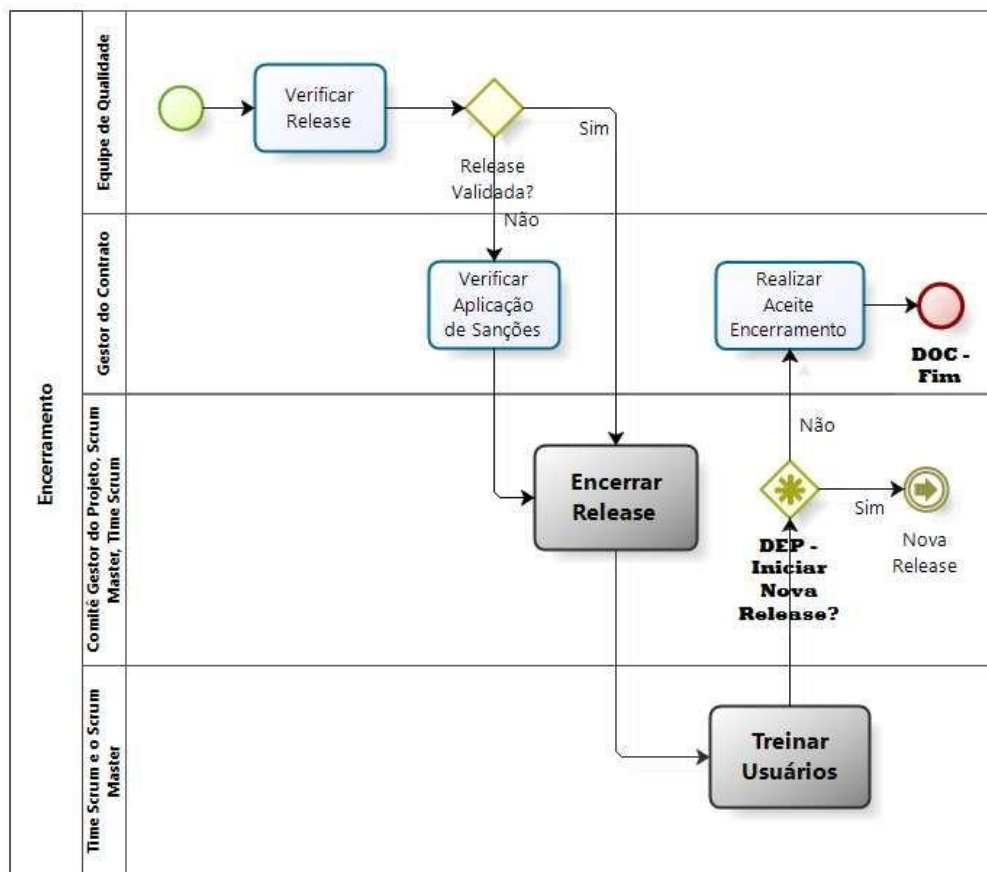 Encerramento
Equipe de Qualidade
Verificar
Release
Sim
Release
Validada?
Não
Gestor do Contrato
Verificar
Aplicação
de Sanções
Realizar
Aceite
Encerramento
DOC -
Fim
Comitê Gestor do Projeto, Scrum
Master, Time Scrum
Encerrar
Release
Não
Sim
DEP -
Iniciar
Nova
Release?
Nova
Release
Time Scrum e o Scrum
Master
Treinar
Usuários